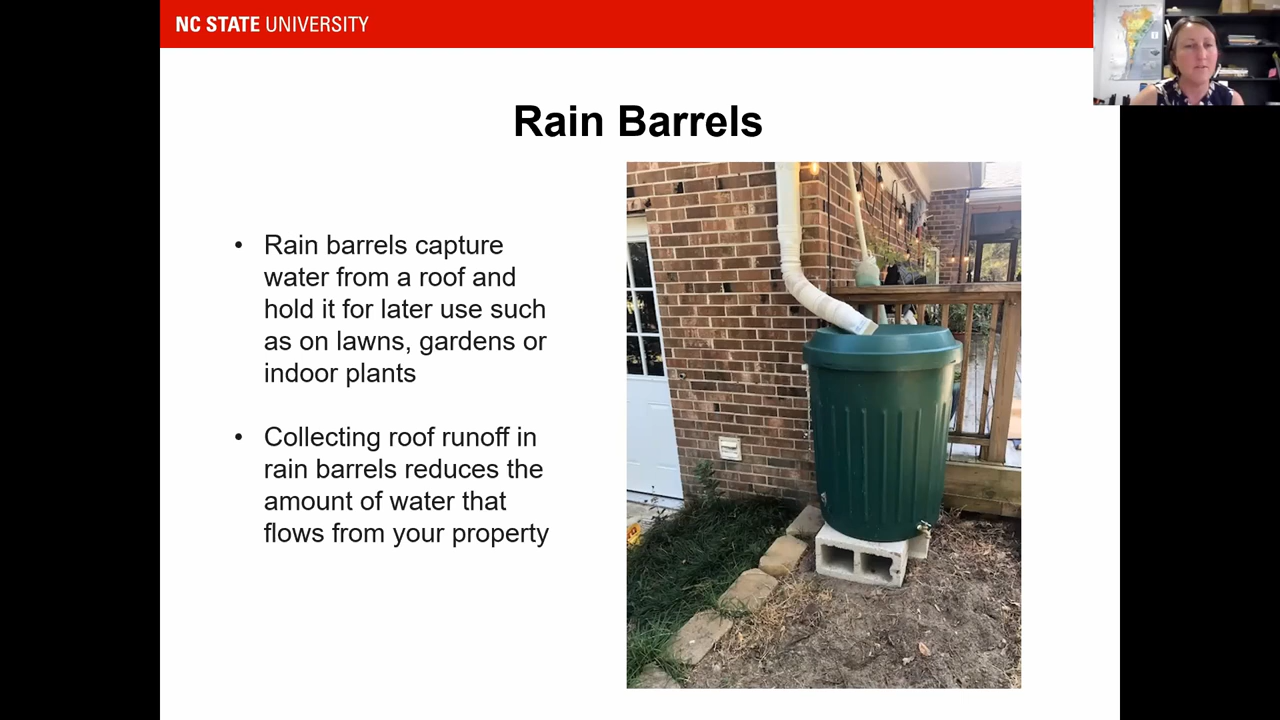 NC STATE UNIVERSITY
Rain Barrels
• Rain barrels capture
water from a roof and
hold it for later use such
as on lawns, gardens or
indoor plants
• Collecting roof runoff in
rain barrels reduces the
amount of water that
flows from your property